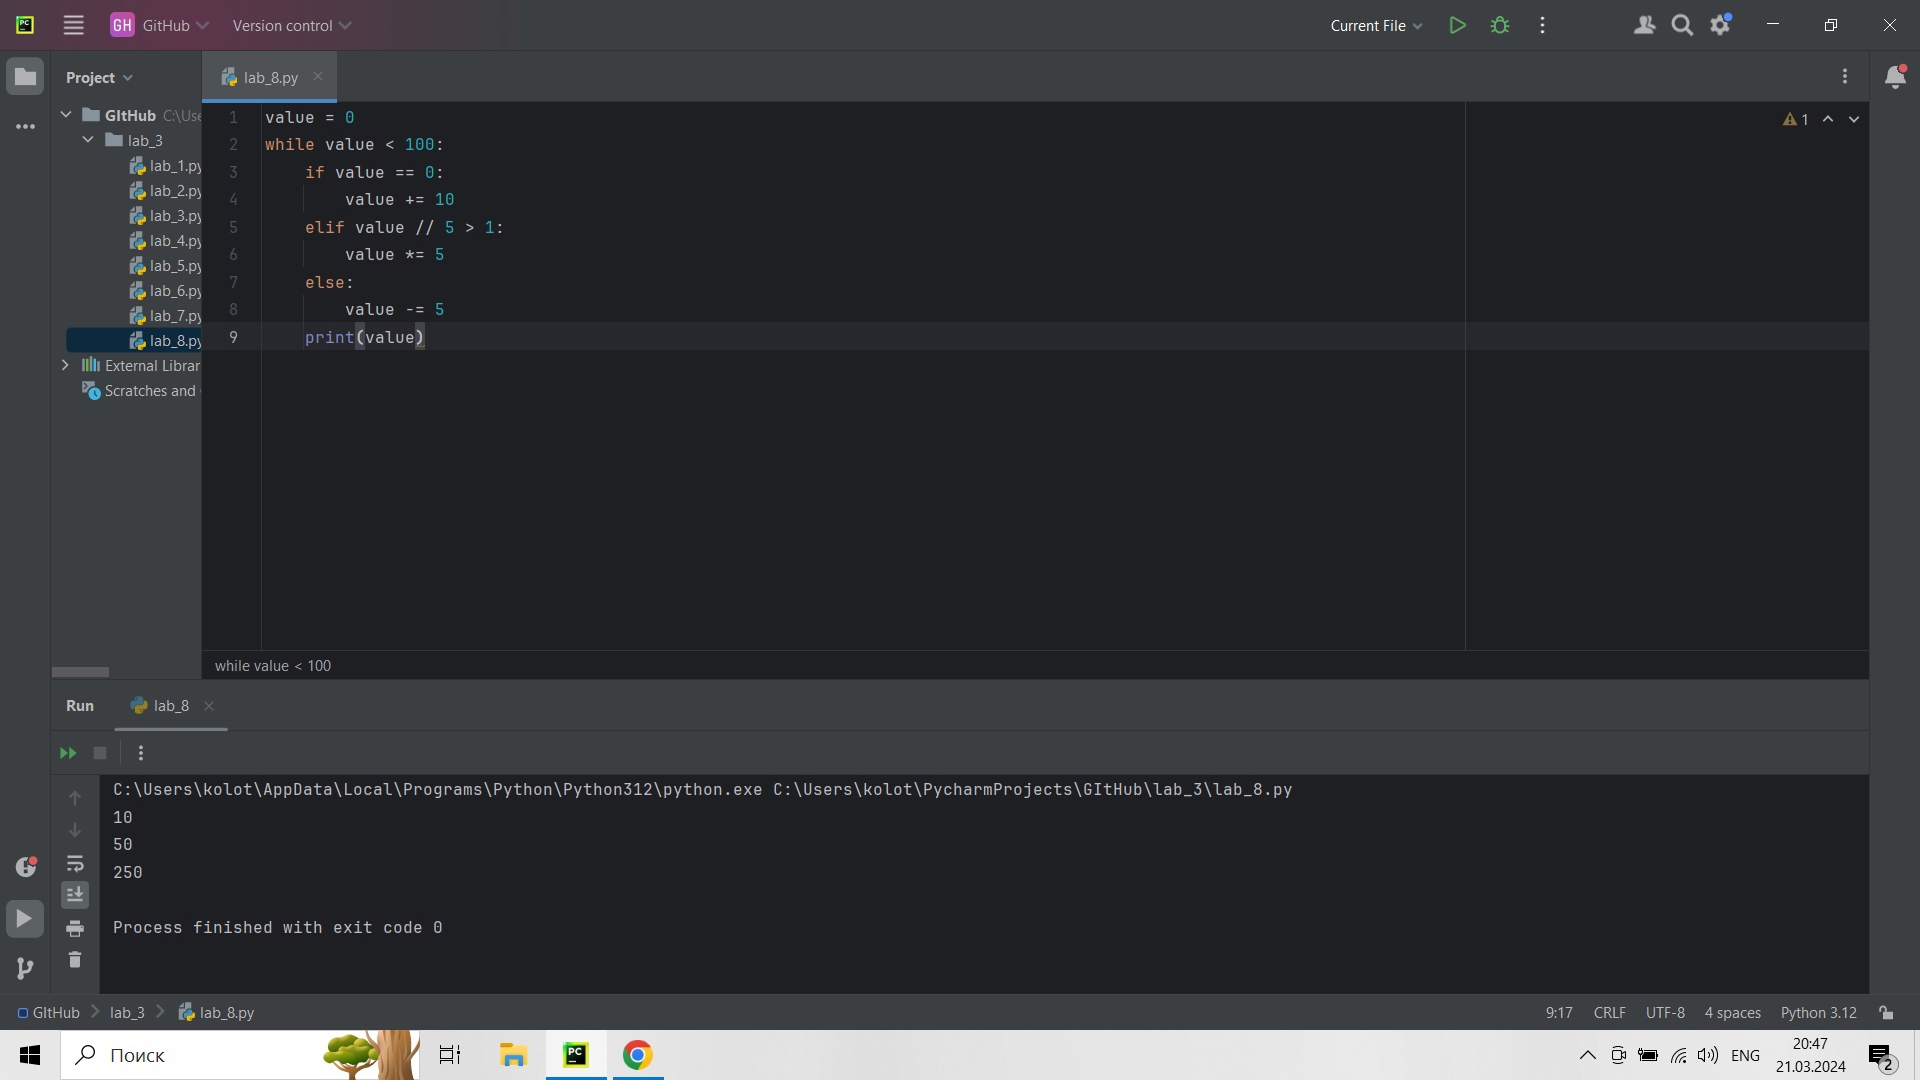 PC GH GitHub Version control Current File
Project lab_8.py
GItHub C:\Use
lab_3
lab_1.py
lab_2.py
lab_3.py
lab_4.py
lab_5.py
lab_6.py
lab_7.py
lab_8.py
External Librar
Scratches and
1 value = 0
2 while value < 100:
3 if value == 0:
4 value += 10
5 elif value // 5 > 1:
6 value *= 5
7 else:
8 value -= 5
9 print(value)
1
while value < 100
Run lab_8
C:\Users\kolot\AppData\Local\Programs\Python\Python312\python.exe C:\Users\kolot\PycharmProjects\GItHub\lab_3\lab_8.py
10
50
250
Process finished with exit code 0
GItHub lab_3 lab_8.py 9:17 CRLF UTF-8 4 spaces Python 3.12
Поиск PC ENG 20:47
21.03.2024 2